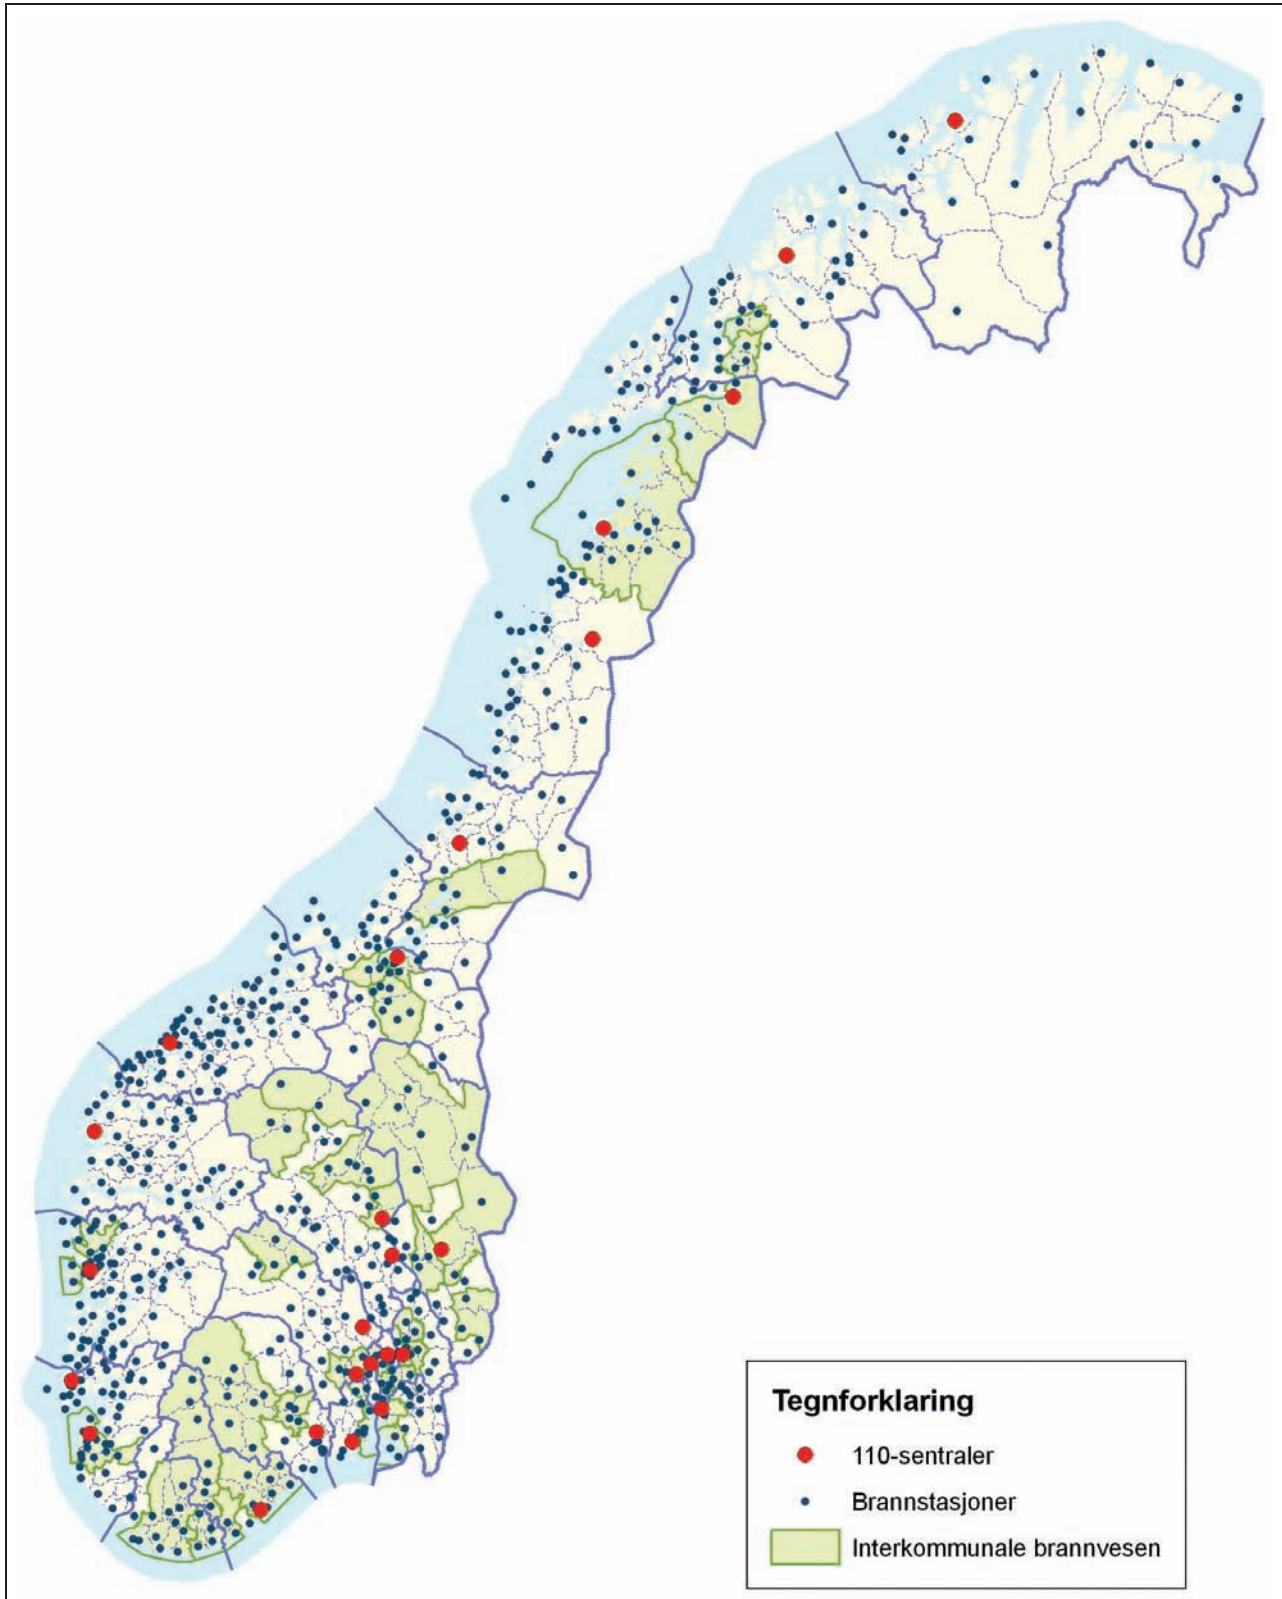 Tegnforklaring
110-sentraler
Brannstasjoner
Interkommunale brannvesen